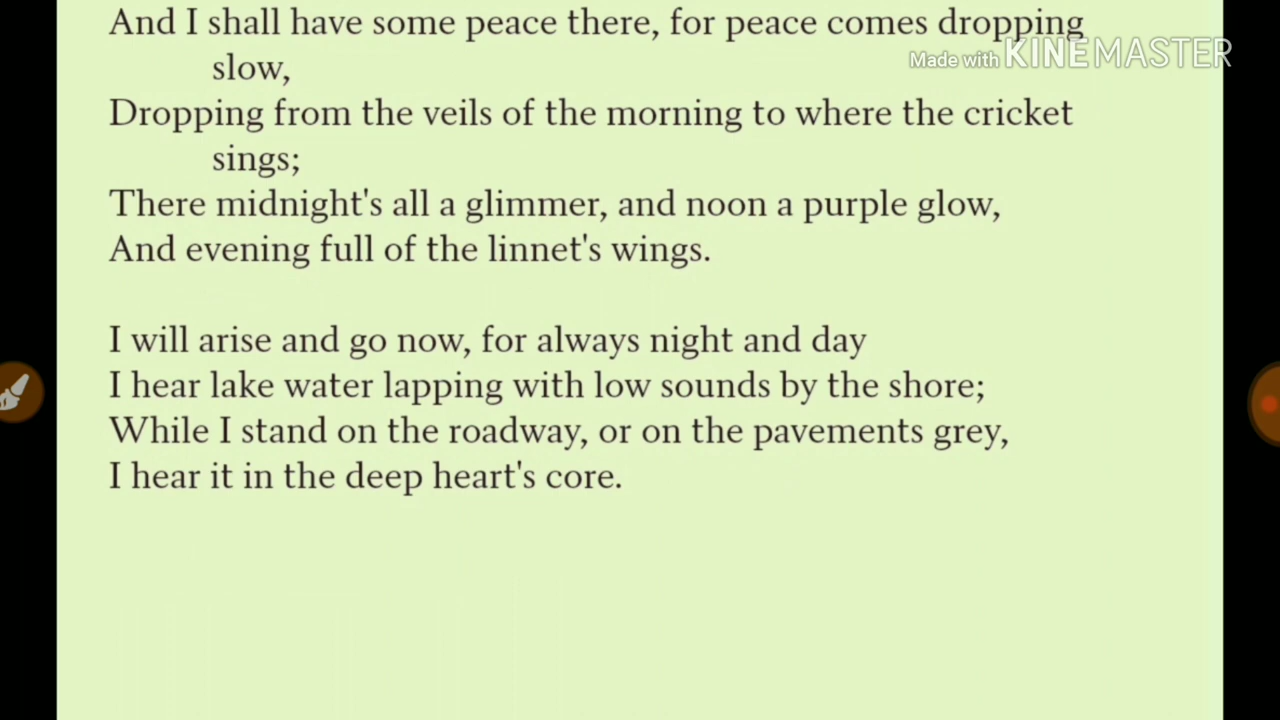 And I shall have some peace there, for peace comes dropping
slow,
Made with KINEMASTER
Dropping from the veils of the morning to where the cricket
sings;
There midnight's all a glimmer, and noon a purple glow,
And evening full of the linnet's wings.
I will arise and go now, for always night and day
I hear lake water lapping with low sounds by the shore;
While I stand on the roadway, or on the pavements grey,
I hear it in the deep heart's core.